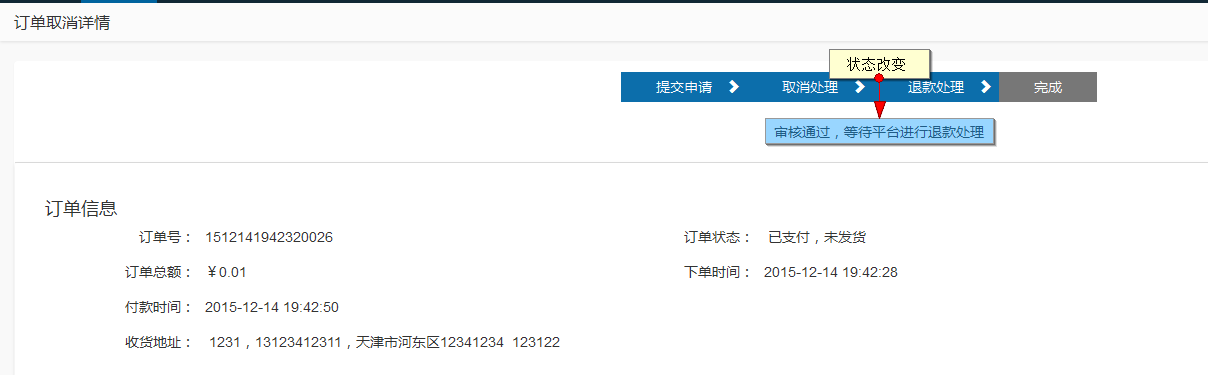 订单取消详情
状态改变
提交申请 取消处理 退款处理 完成
审核通过，等待平台进行退款处理
订单信息
订单号： 1512141942320026 订单状态： 已支付，未发货
订单总额： ￥0.01 下单时间： 2015-12-14 19:42:28
付款时间： 2015-12-14 19:42:50
收货地址： 1231，13123412311，天津市河东区12341234 123122